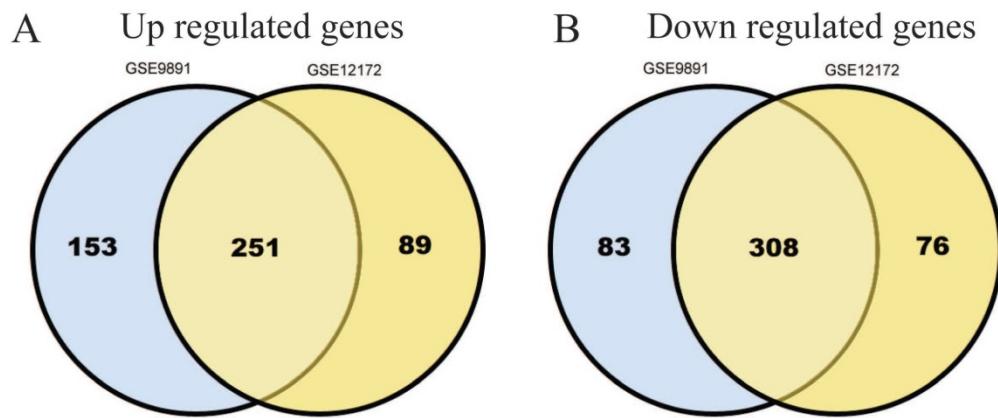 A Up regulated genes
GSE9891 GSE12172
153 251 89
B Down regulated genes
GSE9891 GSE12172
83 308 76